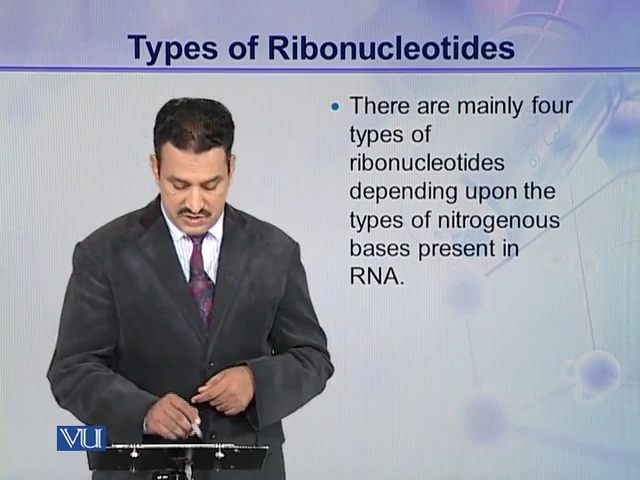 Types of Ribonucleotides
• There are mainly four
types of
ribonucleotides
depending upon the
types of nitrogenous
bases present in
RNA.
VU